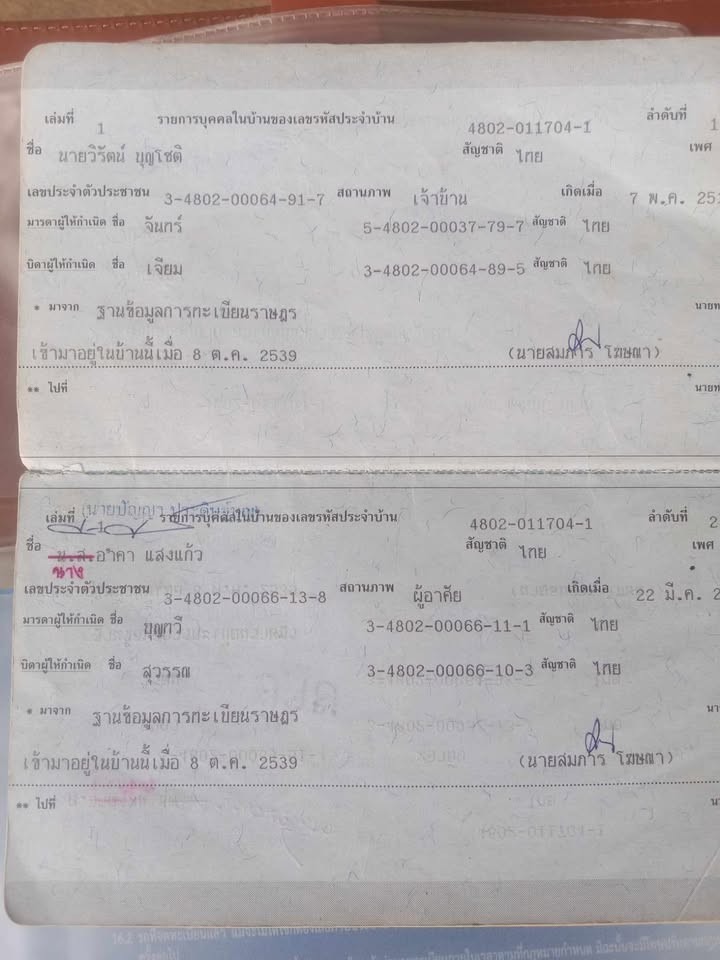 เล่มที่ 1 รายการบุคคลในบ้านของเลขรหัสประจำบ้าน 4802-011704-1 ลำดับที่ 1
ชื่อ นายวิรัตน์ บุญโชติ สัญชาติ ไทย เพศ
เลขประจำตัวประชาชน 3-4802-00064-91-7 สถานภาพ เจ้าบ้าน เกิดเมื่อ 7 พ.ค. 25
มารดาผู้ให้กำเนิด ชื่อ จันทร์ 5-4802-00037-79-7 สัญชาติ ไทย
บิดาผู้ให้กำเนิด ชื่อ เจียม 3-4802-00064-89-5 สัญชาติ ไทย
* มาจาก ฐานข้อมูลการทะเบียนราษฎร นายท
เข้ามาอยู่ในบ้านนี้เมื่อ 8 ต.ค. 2539 (นายสมภาร โฆษณา)
** ไปที่ นายท
นายปัญญา
เล่มที่ 1 รายการบุคคลในบ้านของเลขรหัสประจำบ้าน 4802-011704-1 ลำดับที่ 2
ชื่อ น.ส.อาคา แสงแก้ว สัญชาติ ไทย เพศ
นาง
เลขประจำตัวประชาชน 3-4802-00066-13-8 สถานภาพ ผู้อาศัย เกิดเมื่อ 22 มี.ค. 2
มารดาผู้ให้กำเนิด ชื่อ บุญทวี 3-4802-00066-11-1 สัญชาติ ไทย
บิดาผู้ให้กำเนิด ชื่อ สุวรรณ 3-4802-00066-10-3 สัญชาติ ไทย
* มาจาก ฐานข้อมูลการทะเบียนราษฎร นา
เข้ามาอยู่ในบ้านนี้เมื่อ 8 ต.ค. 2539 (นายสมภาร โฆษณา)
** ไปที่ นา